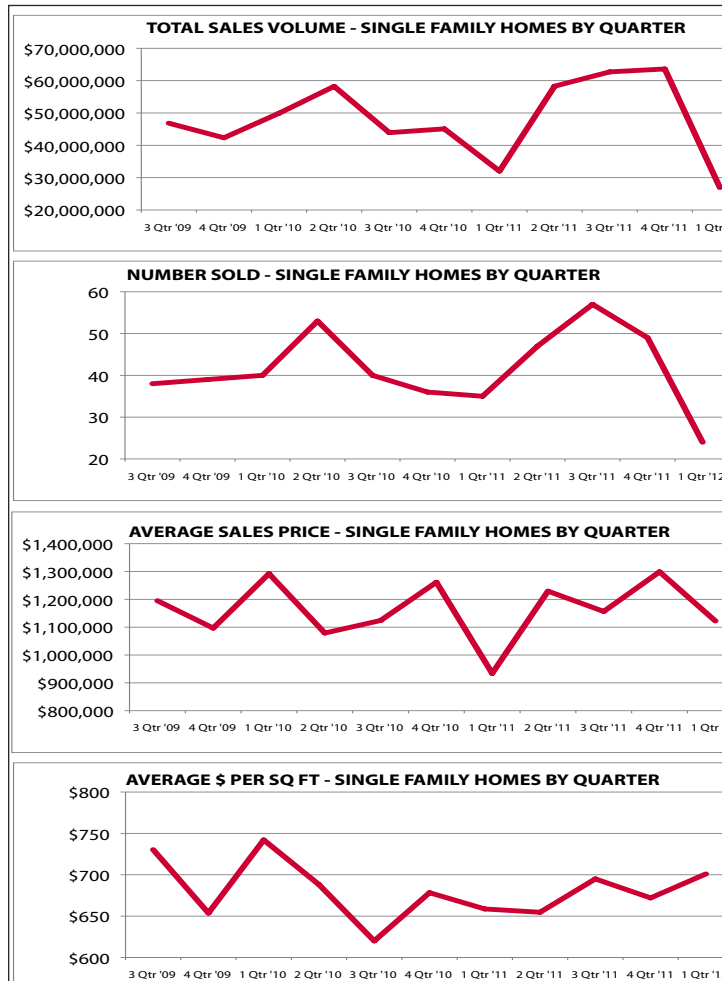 TOTAL SALES VOLUME - SINGLE FAMILY HOMES BY QUARTER
$70,000,000
$60,000,000
$50,000,000
$40,000,000
$30,000,000
$20,000,000
3 Qtr '09 4 Qtr '09 1 Qtr '10 2 Qtr '10 3 Qtr '10 4 Qtr '10 1 Qtr '11 2 Qtr '11 3 Qtr '11 4 Qtr '11 1 Qtr
NUMBER SOLD - SINGLE FAMILY HOMES BY QUARTER
60
50
40
30
20
3 Qtr '09 4 Qtr '09 1 Qtr '10 2 Qtr '10 3 Qtr '10 4 Qtr '10 1 Qtr '11 2 Qtr '11 3 Qtr '11 4 Qtr '11 1 Qtr '12
AVERAGE SALES PRICE - SINGLE FAMILY HOMES BY QUARTER
$1,400,000
$1,300,000
$1,200,000
$1,100,000
$1,000,000
$900,000
$800,000
3 Qtr '09 4 Qtr '09 1 Qtr '10 2 Qtr '10 3 Qtr '10 4 Qtr '10 1 Qtr '11 2 Qtr '11 3 Qtr '11 4 Qtr '11 1 Qtr
AVERAGE $ PER SQ FT - SINGLE FAMILY HOMES BY QUARTER
$800
$750
$700
$650
$600
3 Qtr '09 4 Qtr '09 1 Qtr '10 2 Qtr '10 3 Qtr '10 4 Qtr '10 1 Qtr '11 2 Qtr '11 3 Qtr '11 4 Qtr '11 1 Qtr '1